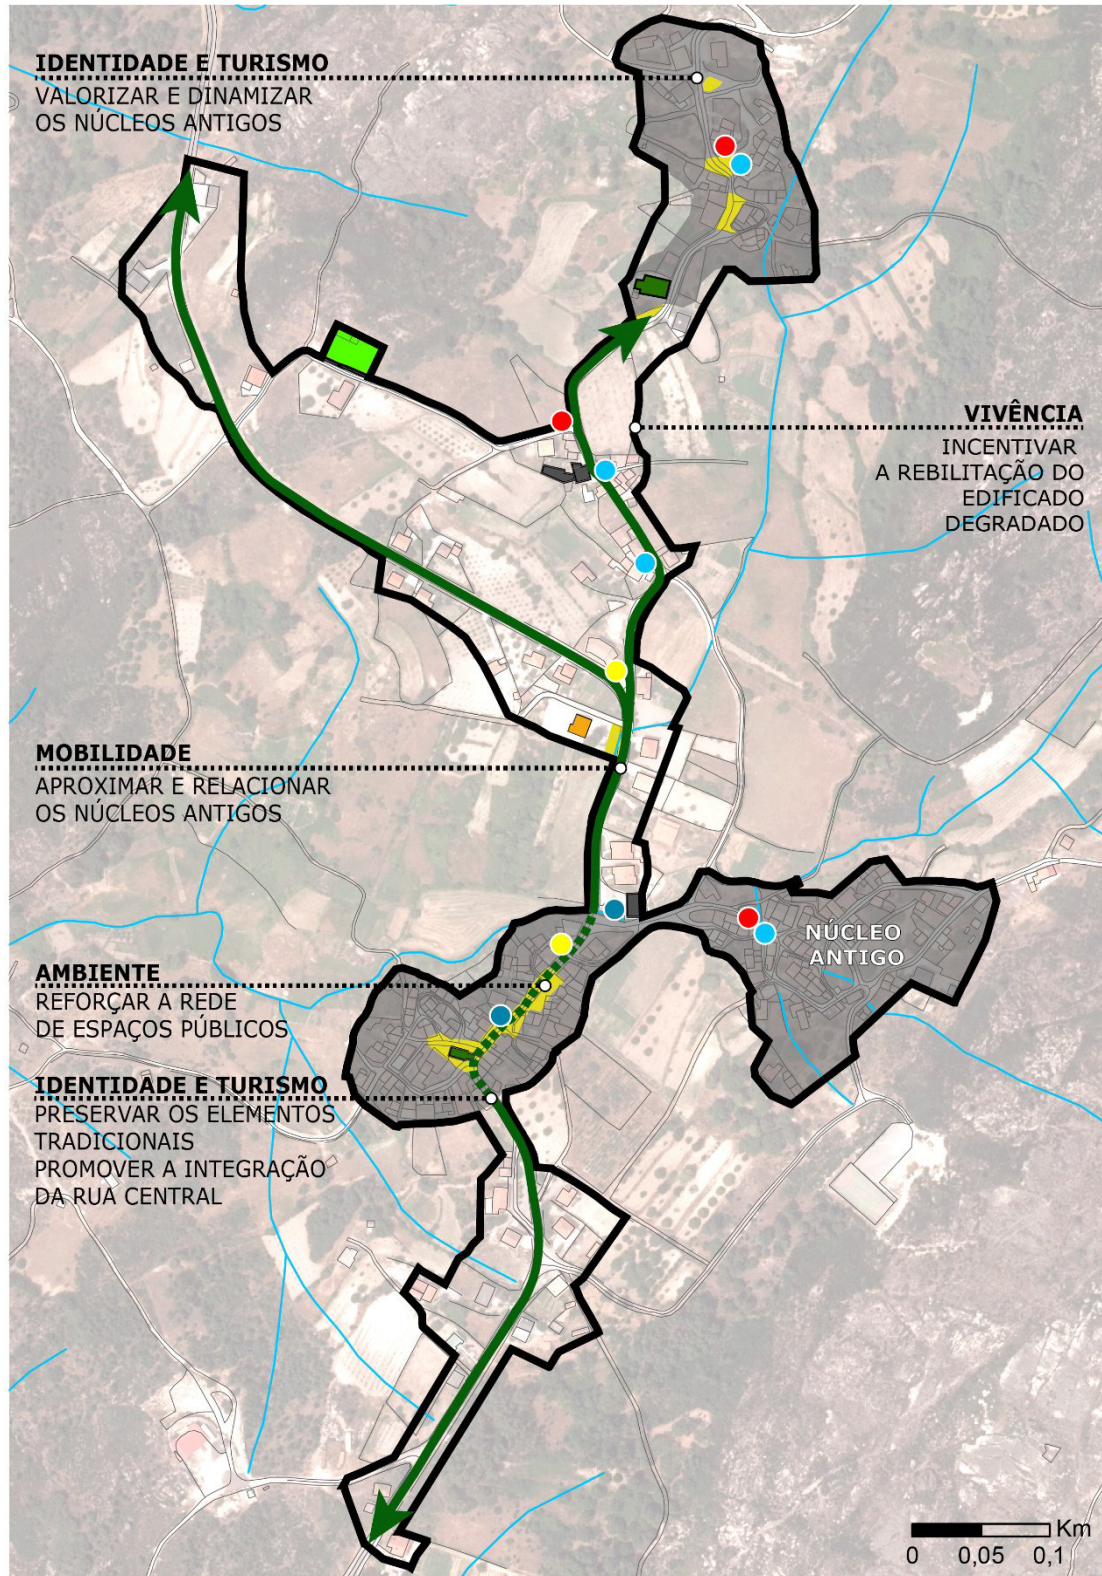 IDENTIDADE E TURISMO
VALORIZAR E DINAMIZAR
OS NÚCLEOS ANTIGOS
VIVÊNCIA
INCENTIVAR
A REBILITAÇÃO DO
EDIFICADO
DEGRADADO
MOBILIDADE
APROXIMAR E RELACIONAR
OS NÚCLEOS ANTIGOS
NÚCLEO
ANTIGO
AMBIENTE
REFORÇAR A REDE
DE ESPAÇOS PÚBLICOS
IDENTIDADE E TURISMO
PRESERVAR OS ELEMENTOS
TRADICIONAIS
PROMOVER A INTEGRAÇÃO
DA RUA CENTRAL
Km
0 0,05 0,1